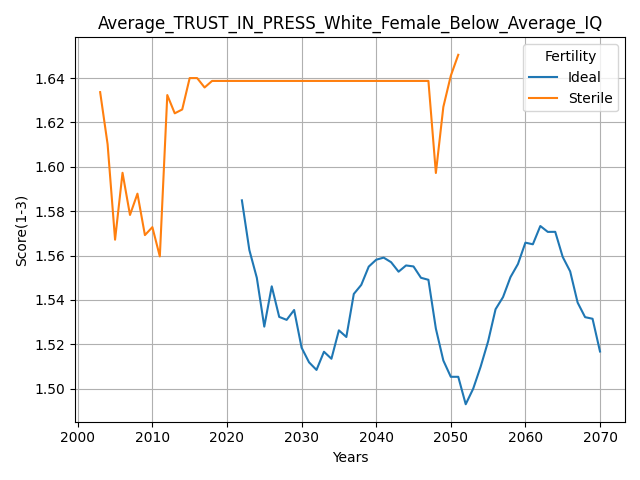 Average_TRUST_IN_PRESS_White_Female_Below_Average_IQ
Fertility
Ideal
Sterile
Score(1-3)
1.64
1.62
1.60
1.58
1.56
1.54
1.52
1.50
2000 2010 2020 2030 2040 2050 2060 2070
Years